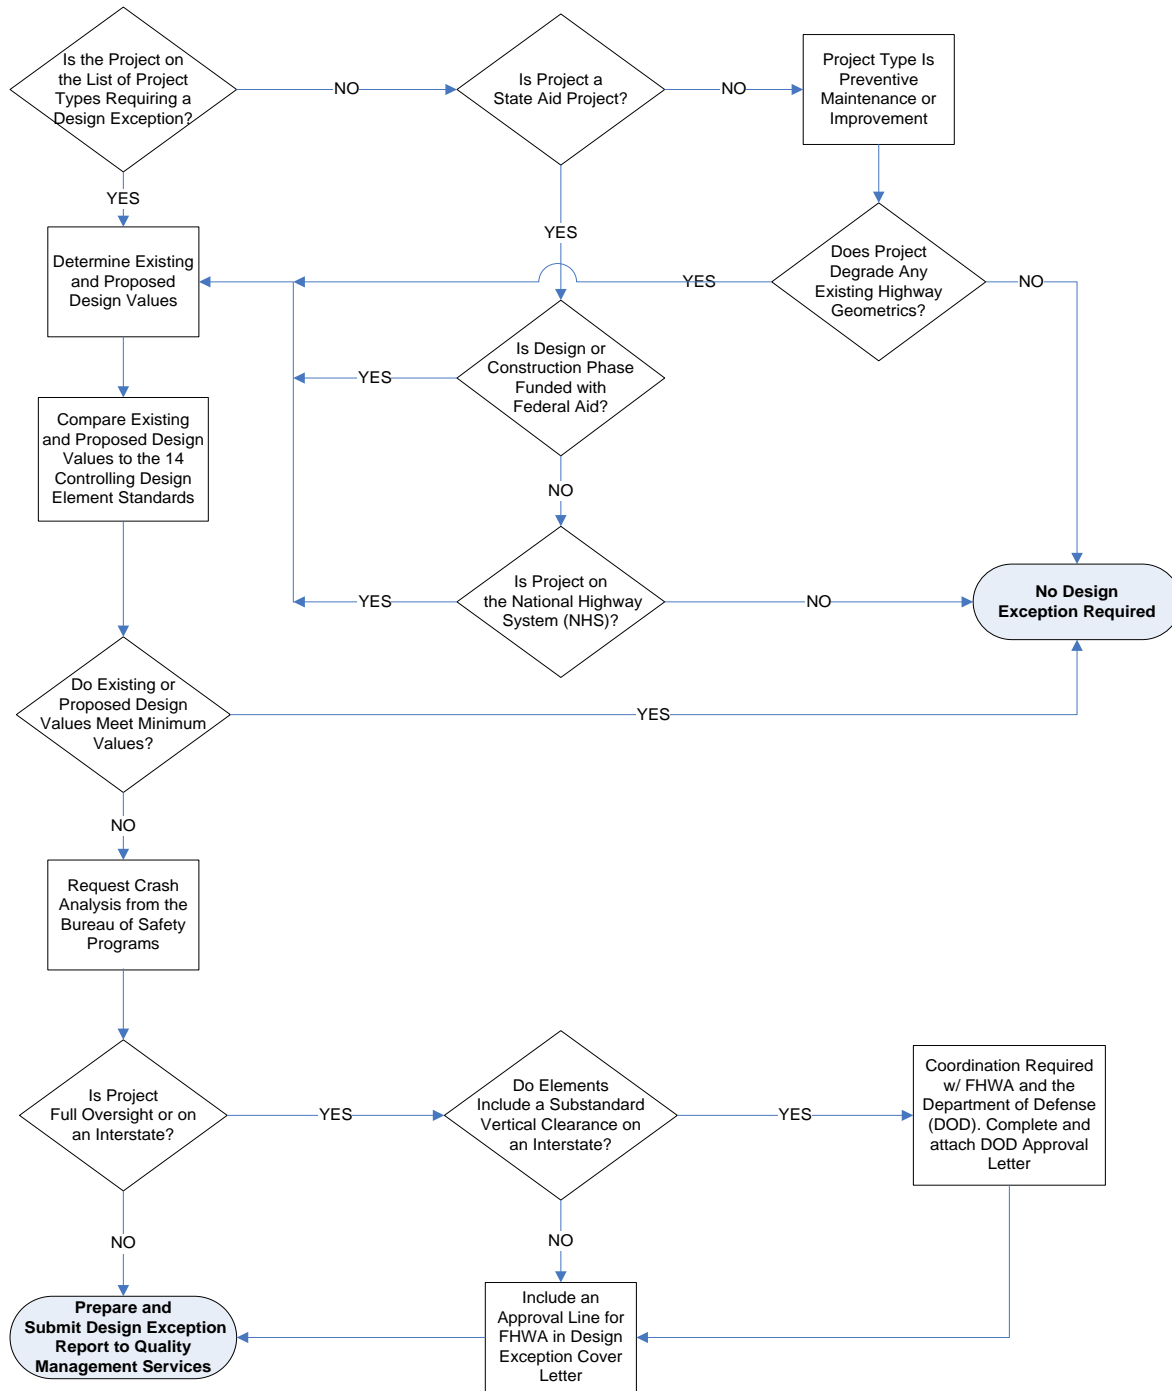 Is the Project on
the List of Project
Types Requiring a
Design Exception?
NO
Is Project a
State Aid Project?
NO
Project Type Is
Preventive
Maintenance or
Improvement
YES
YES
Determine Existing
and Proposed
Design Values
Does Project
Degrade Any
Existing Highway
Geometrics?
YES
NO
Is Design or
Construction Phase
Funded with
Federal Aid?
YES
Compare Existing
and Proposed Design
Values to the 14
Controlling Design
Element Standards
NO
Is Project on
the National Highway
System (NHS)?
YES
NO
No Design
Exception Required
Do Existing or
Proposed Design
Values Meet Minimum
Values?
YES
NO
Request Crash
Analysis from the
Bureau of Safety
Programs
Is Project
Full Oversight or on
an Interstate?
YES
Do Elements
Include a Substandard
Vertical Clearance on
an Interstate?
YES
Coordination Required
w/ FHWA and the
Department of Defense
(DOD). Complete and
attach DOD Approval
Letter
NO
NO
Prepare and
Submit Design Exception
Report to Quality
Management Services
Include an
Approval Line for
FHWA in Design
Exception Cover
Letter